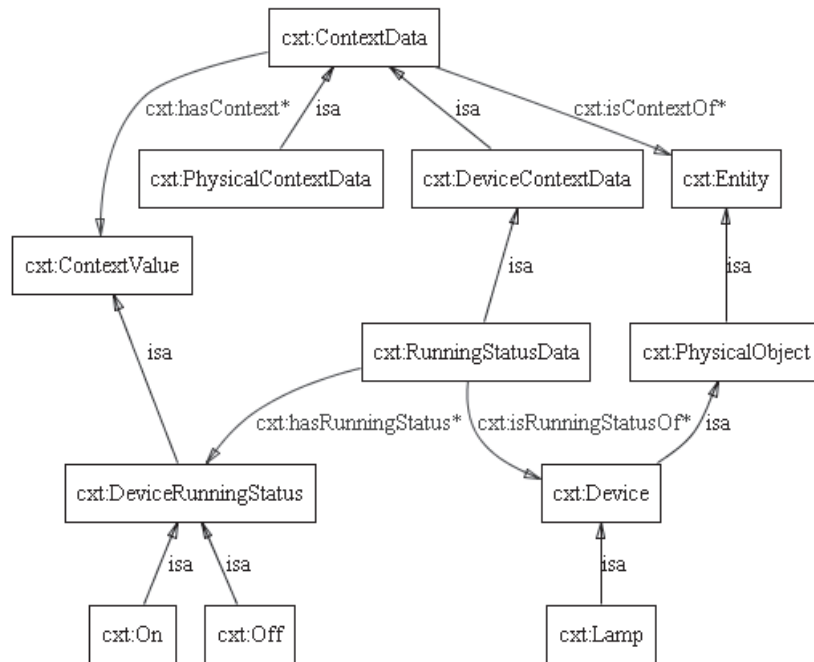 cxt:ContextData
cxt:hasContext*
isa
isa
cxt:isContextOf*
cxt:PhysicalContextData
cxt:DeviceContextData
cxt:Entity
cxt:ContextValue
isa
isa
isa
cxt:RunningStatusData
cxt:PhysicalObject
cxt:hasRunningStatus*
cxt:isRunningStatusOf*
isa
cxt:DeviceRunningStatus
cxt:Device
isa
isa
isa
cxt:On
cxt:Off
cxt:Lamp